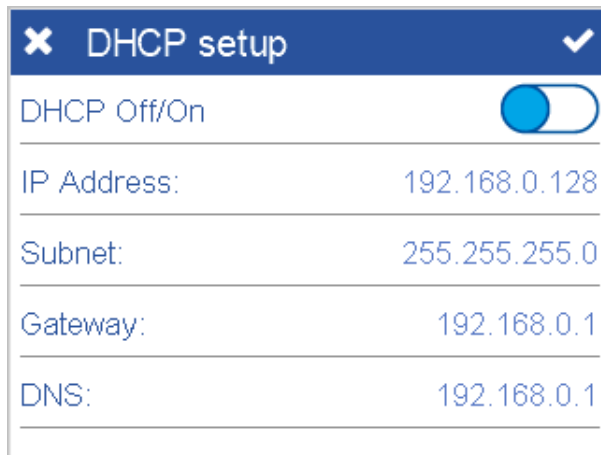 DHCP setup
DHCP Off/On
IP Address: 192.168.0.128
Subnet: 255.255.255.0
Gateway: 192.168.0.1
DNS: 192.168.0.1